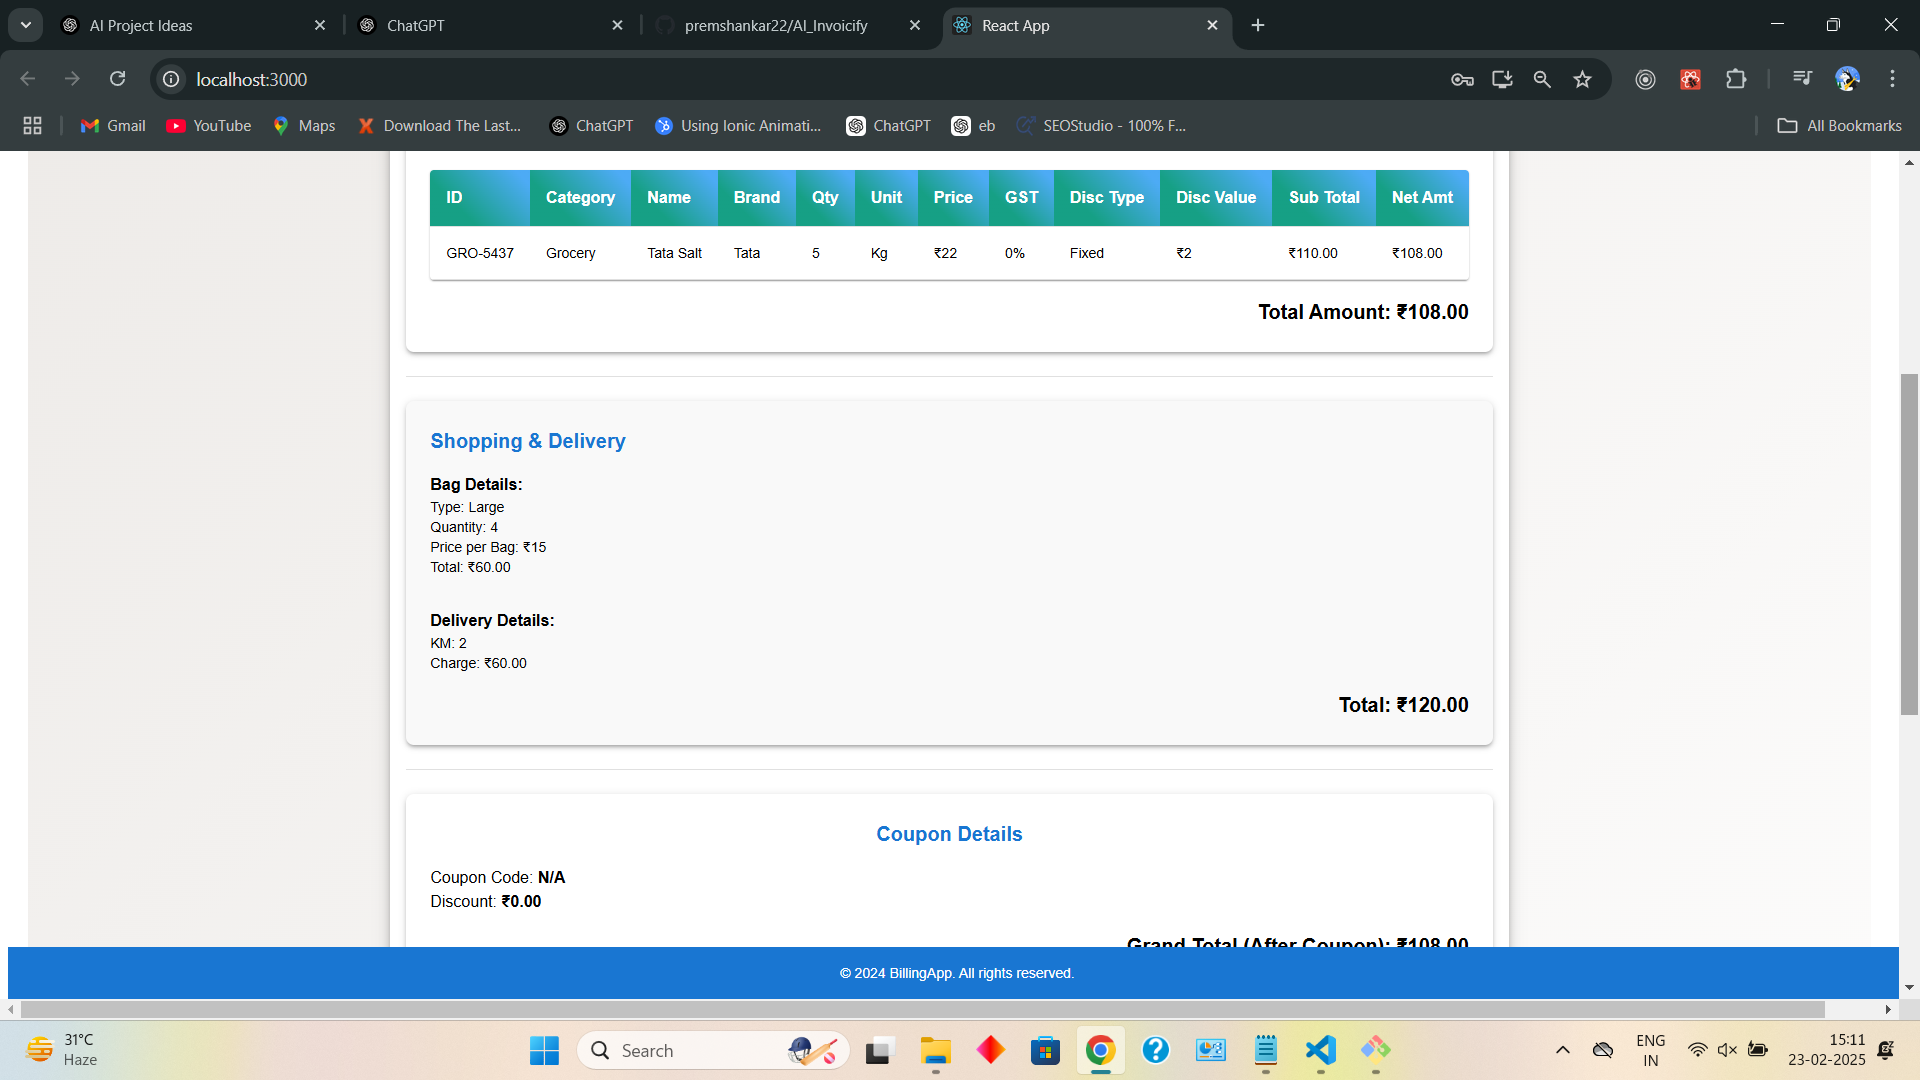 AI Project Ideas
ChatGPT
premshankar22/AI_Invoicify
React App
localhost:3000
Gmail
YouTube
Maps
Download The Last...
ChatGPT
Using Ionic Animati...
ChatGPT
eb
SEOStudio - 100% F...
All Bookmarks
ID Category Name Brand Qty Unit Price GST Disc Type Disc Value Sub Total Net Amt
GRO-5437 Grocery Tata Salt Tata 5 Kg ₹22 0% Fixed ₹2 ₹110.00 ₹108.00
Total Amount: ₹108.00
Shopping & Delivery
Bag Details:
Type: Large
Quantity: 4
Price per Bag: ₹15
Total: ₹60.00
Delivery Details:
KM: 2
Charge: ₹60.00
Total: ₹120.00
Coupon Details
Coupon Code: N/A
Discount: ₹0.00
Grand Total (After Coupon): ₹108.00
© 2024 BillingApp. All rights reserved.
31°C
Haze
Search
ENG
IN
15:11
23-02-2025